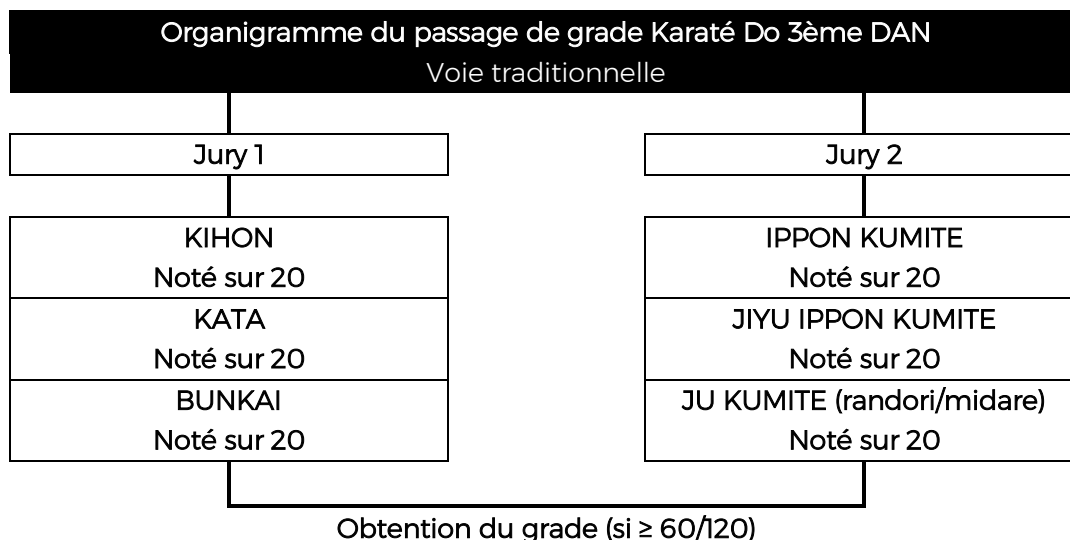 Organigramme du passage de grade Karaté Do 3ème DAN
Voie traditionnelle
Jury 1
KIHON
Noté sur 20
KATA
Noté sur 20
BUNKAI
Noté sur 20
Jury 2
IPPON KUMITE
Noté sur 20
JIYU IPPON KUMITE
Noté sur 20
JU KUMITE (randori/midare)
Noté sur 20
Obtention du grade (si ≥ 60/120)